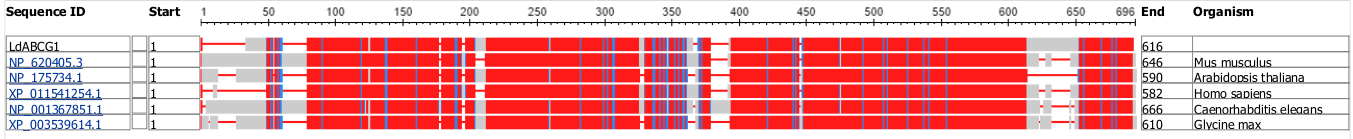 Sequence ID Start 1 50 100 150 200 250 300 350 400 450 500 550 600 650 696 End Organism
LdABCG1 1 616
NP_620405.3 1 646 Mus musculus
NP_175734.1 1 590 Arabidopsis thaliana
XP_011541254.1 1 582 Homo sapiens
NP_001367851.1 1 666 Caenorhabditis elegans
XP_003539614.1 1 610 Glycine max